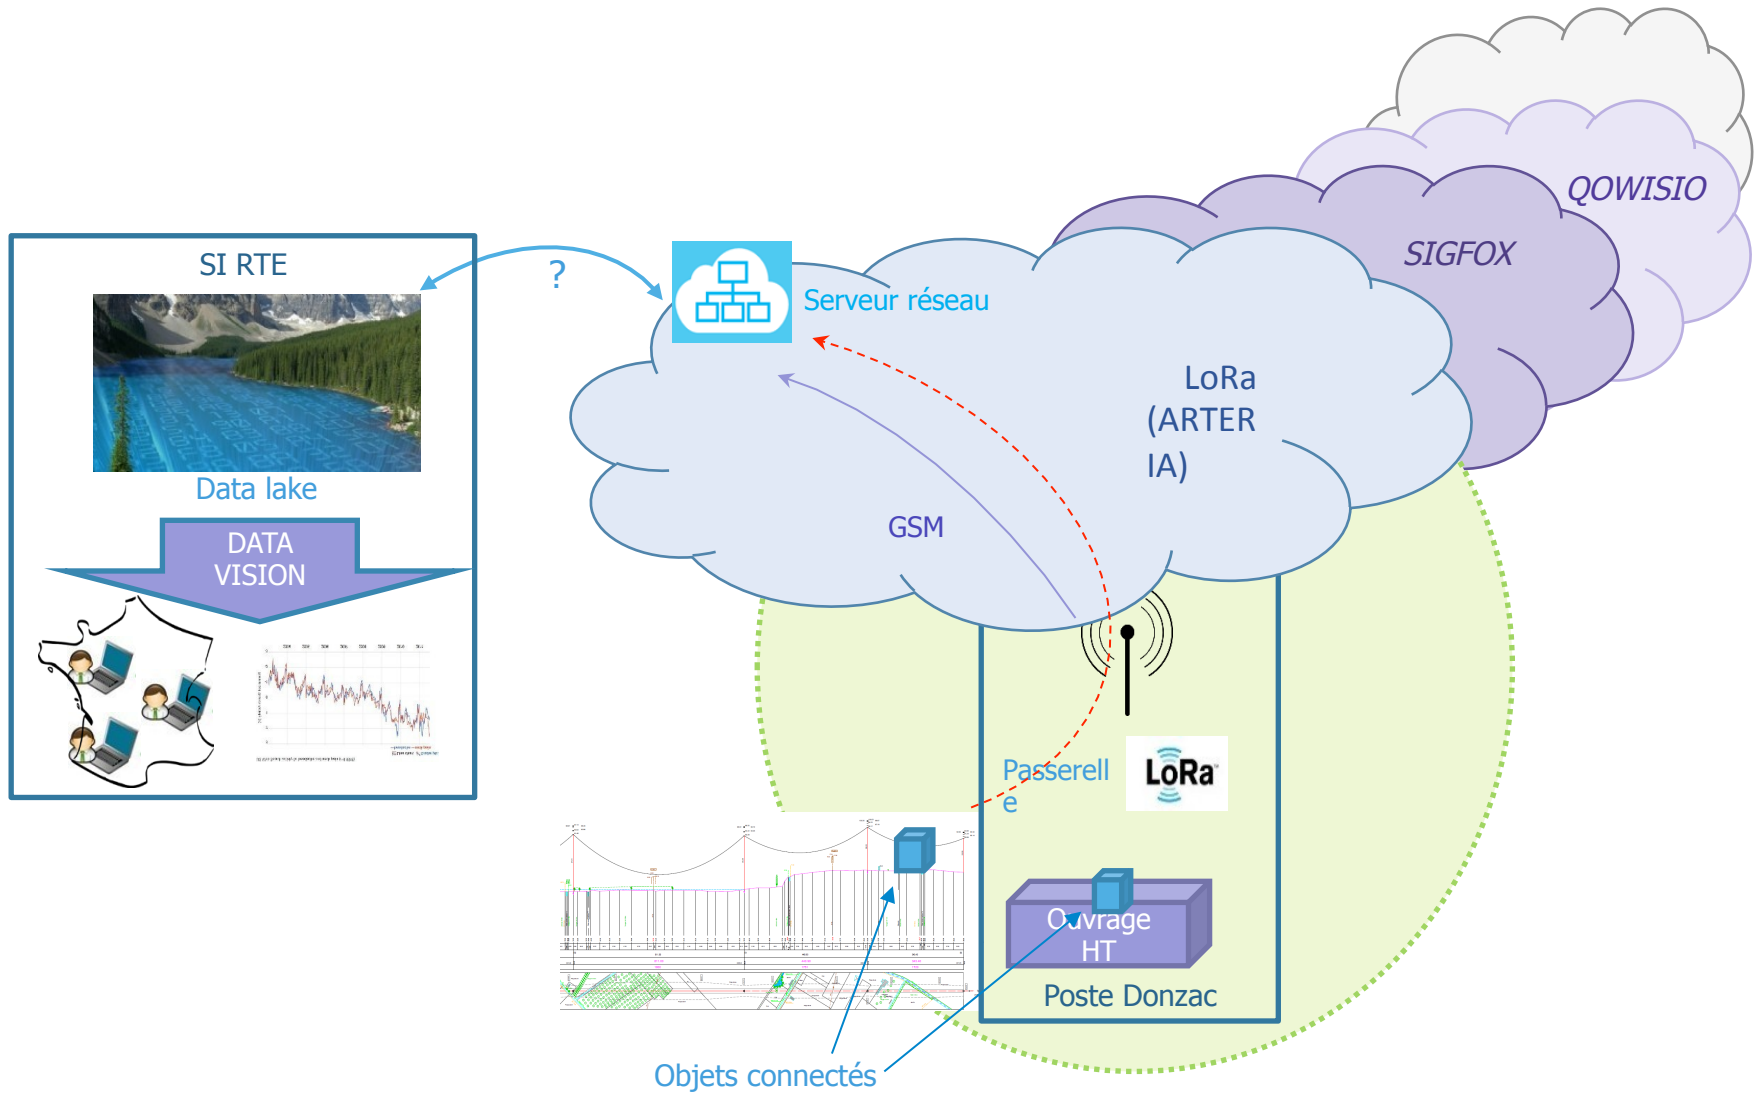 QOWISIO
SIGFOX
SI RTE
?
Serveur réseau
LoRa
(ARTER
IA)
Data lake
GSM
DATA
VISION
Passerell
e
LoRa
Ouvrage
HT
Poste Donzac
Objets connectés